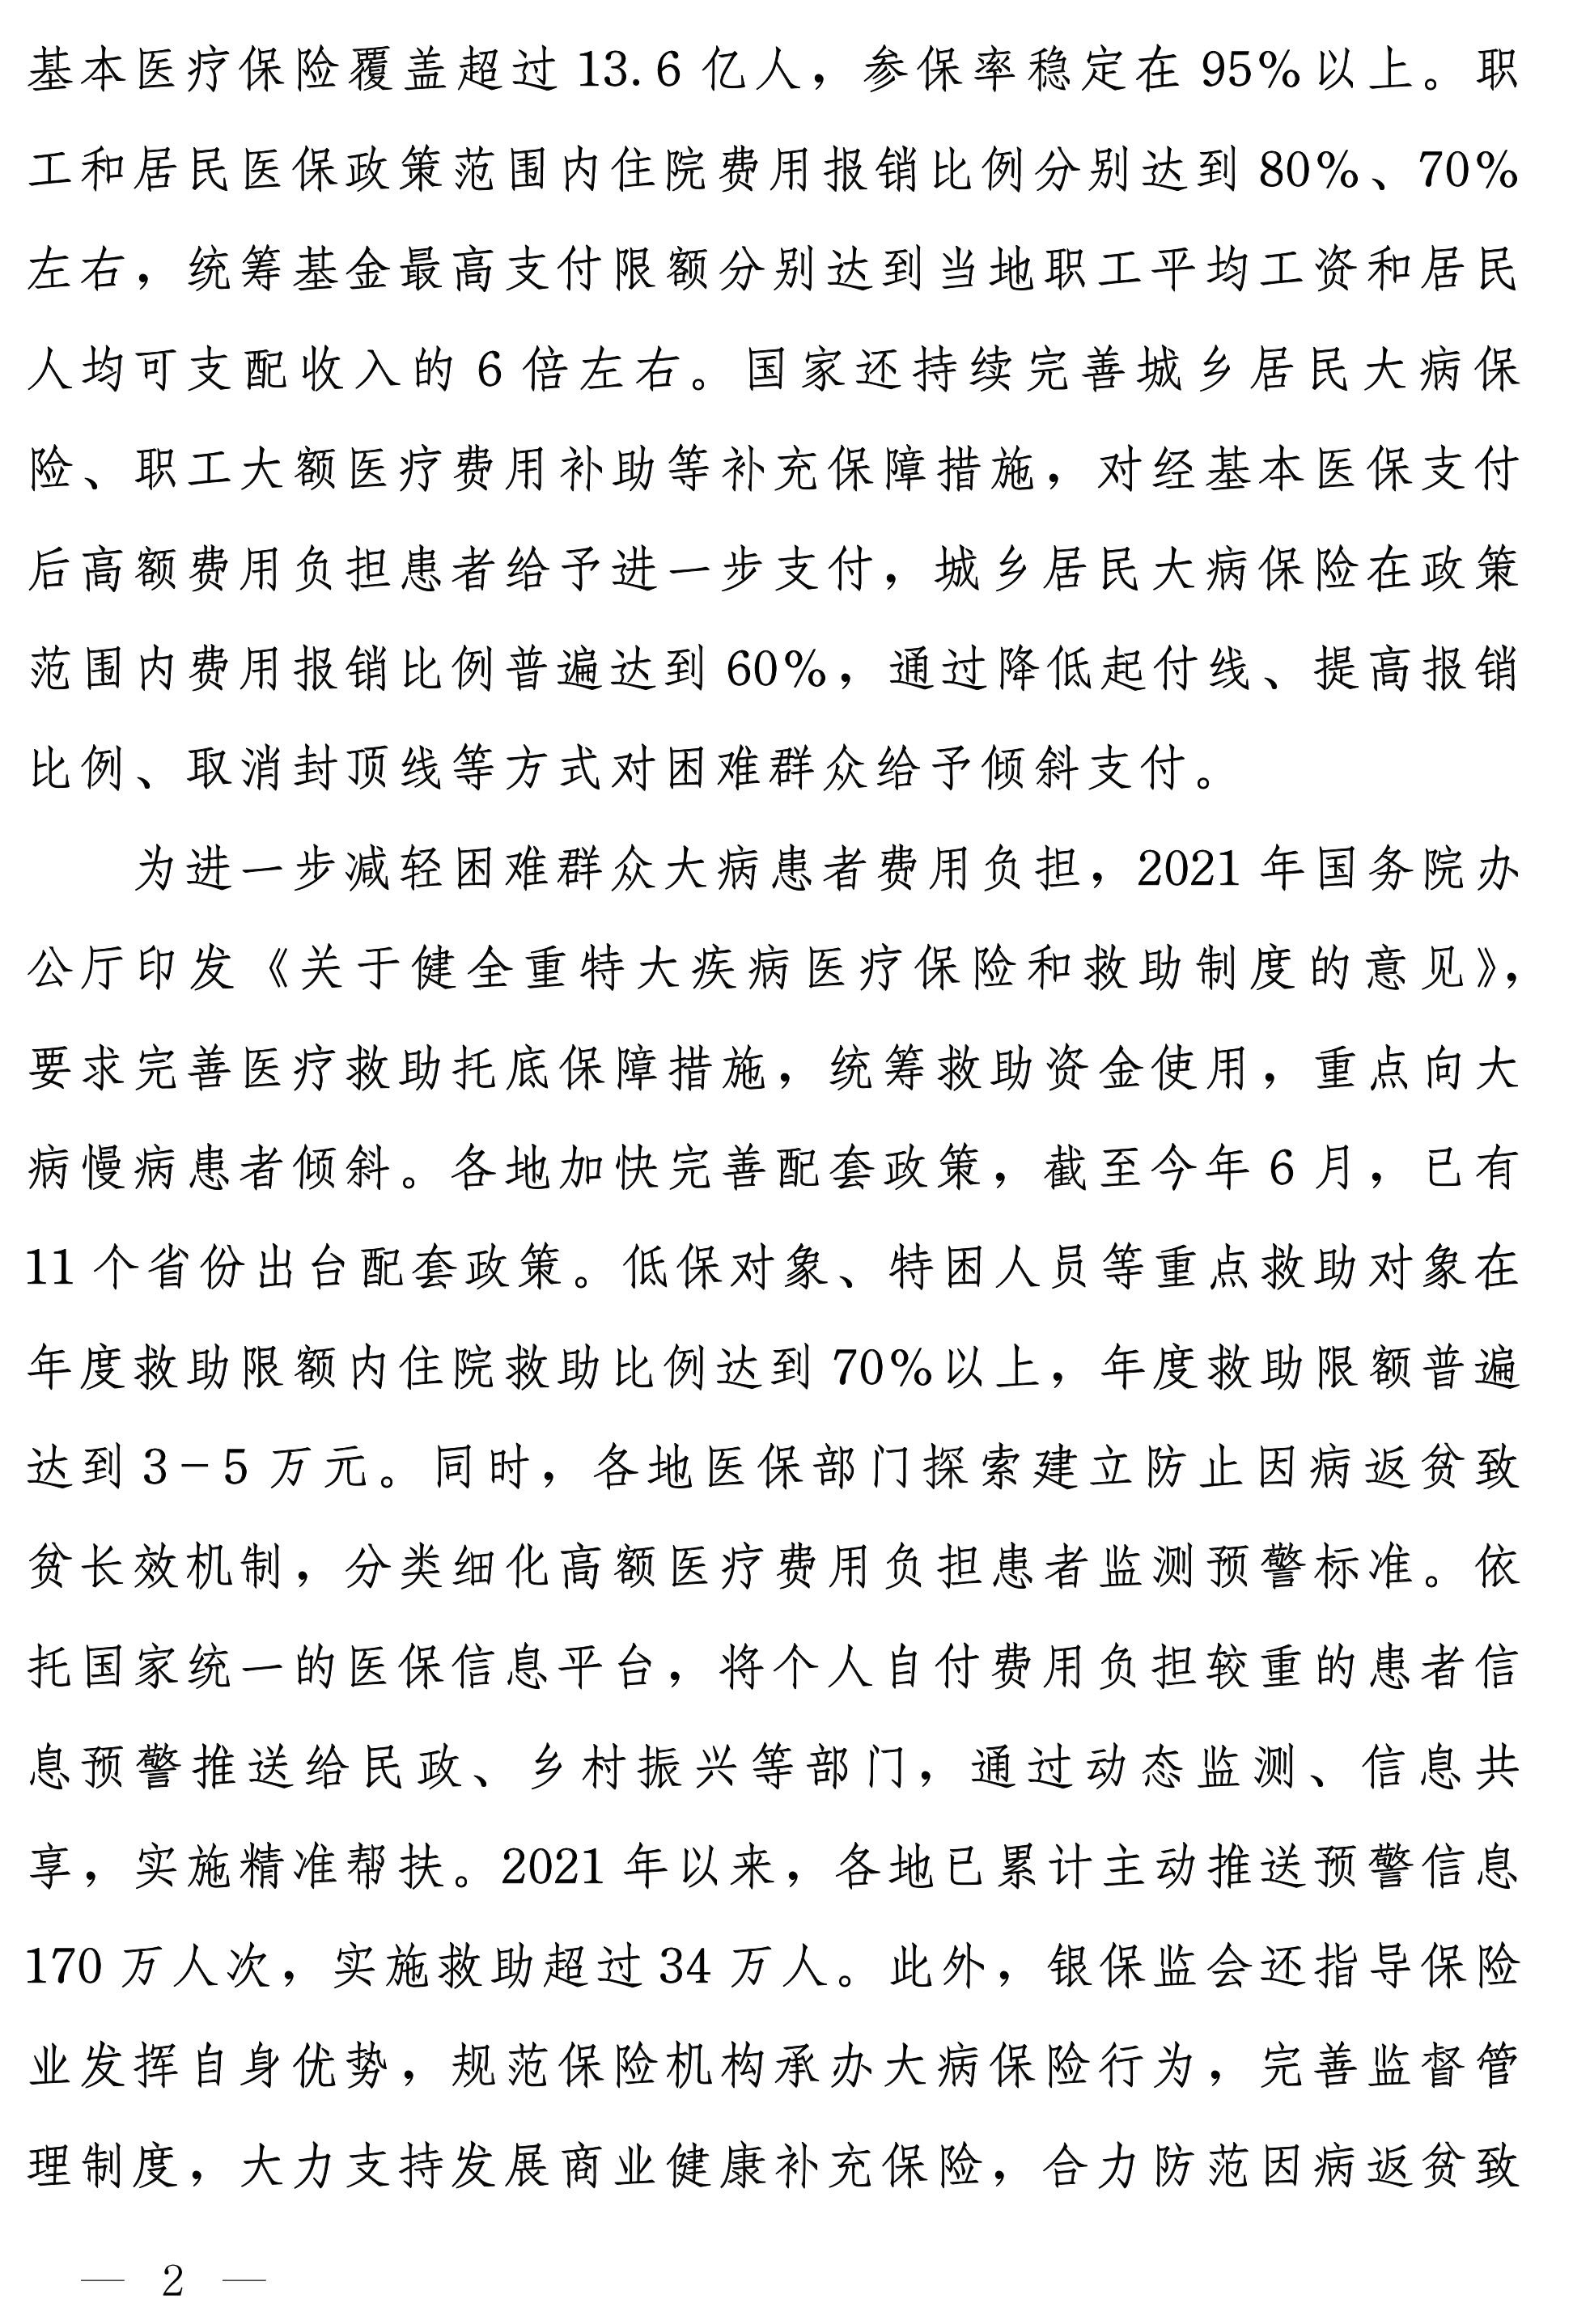 基本医疗保险覆盖超过13.6亿人，参保率稳定在95%以上。职
工和居民医保政策范围内住院费用报销比例分别达到80%、70%
左右，统筹基金最高支付限额分别达到当地职工平均工资和居民
人均可支配收入的6倍左右。国家还持续完善城乡居民大病保
险、职工大额医疗费用补助等补充保障措施，对经基本医保支付
后高额费用负担患者给予进一步支付，城乡居民大病保险在政策
范围内费用报销比例普遍达到60%，通过降低起付线、提高报销
比例、取消封顶线等方式对困难群众给予倾斜支付。
为进一步减轻困难群众大病患者费用负担，2021年国务院办
公厅印发《关于健全重特大疾病医疗保险和救助制度的意见》，
要求完善医疗救助托底保障措施，统筹救助资金使用，重点向大
病慢病患者倾斜。各地加快完善配套政策，截至今年6月，已有
11个省份出台配套政策。低保对象、特困人员等重点救助对象在
年度救助限额内住院救助比例达到70%以上，年度救助限额普遍
达到3-5万元。同时，各地医保部门探索建立防止因病返贫致
贫长效机制，分类细化高额医疗费用负担患者监测预警标准。依
托国家统一的医保信息平台，将个人自付费用负担较重的患者信
息预警推送给民政、乡村振兴等部门，通过动态监测、信息共
享，实施精准帮扶。2021年以来，各地已累计主动推送预警信息
170万人次，实施救助超过34万人。此外，银保监会还指导保险
业发挥自身优势，规范保险机构承办大病保险行为，完善监督管
理制度，大力支持发展商业健康补充保险，合力防范因病返贫致
— 2 —